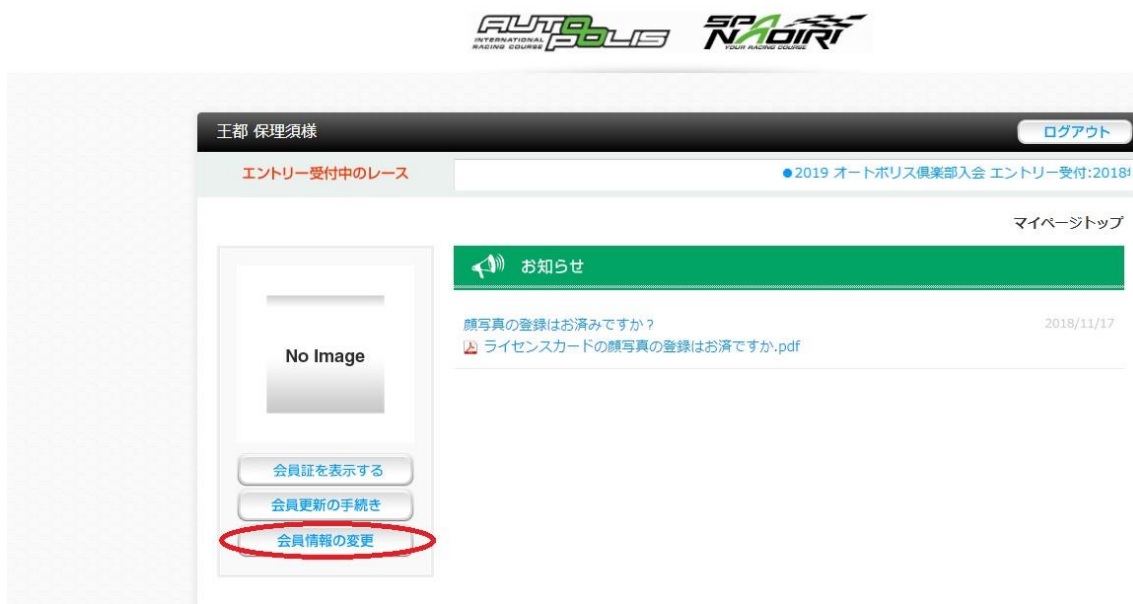 AUTOPOLIS
INTERNATIONAL
RACING COURSE
SPA NAOIRI
YOUR RACING COURSE
王都 保理須様
ログアウト
エントリー受付中のレース
●2019 オートポリス倶楽部入会 エントリー受付:2018
マイページトップ
お知らせ
顔写真の登録はお済みですか？
2018/11/17
ライセンスカードの顔写真の登録はお済ですか.pdf
No Image
会員証を表示する
会員更新の手続き
会員情報の変更